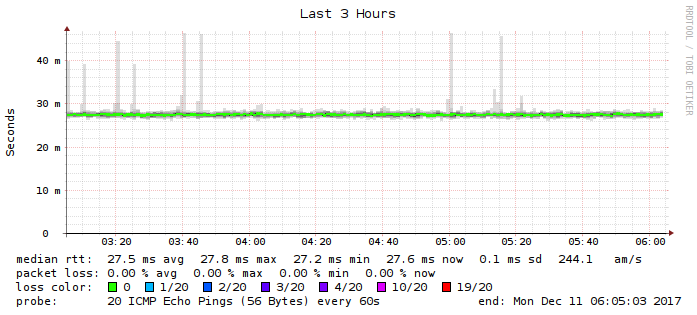 Last 3 Hours
RRDTOOL / TOBI OETIKER
Seconds
40 m
30 m
20 m
10 m
0
03:20 03:40 04:00 04:20 04:40 05:00 05:20 05:40 06:00
median rtt: 27.5 ms avg 27.8 ms max 27.2 ms min 27.6 ms now 0.1 ms sd 244.1 am/s
packet loss: 0.00 % avg 0.00 % max 0.00 % min 0.00 % now
loss color: 0 1/20 2/20 3/20 4/20 10/20 19/20
probe: 20 ICMP Echo Pings (56 Bytes) every 60s end: Mon Dec 11 06:05:03 2017